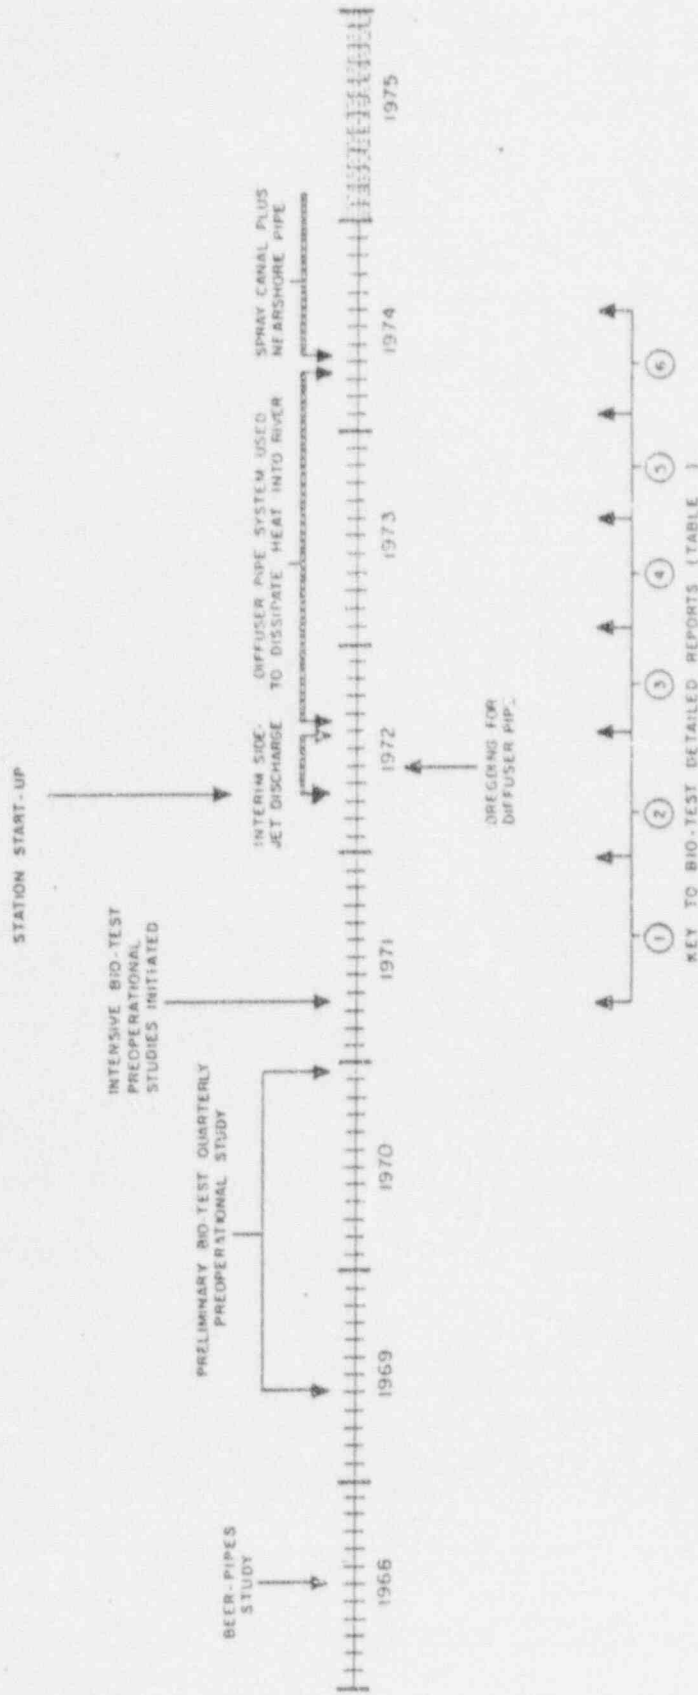 STATION START-UP
INTENSIVE BIO-TEST
PREOPERATIONAL
STUDIES INITIATED
PRELIMINARY BIO-TEST QUARTERLY
PREOPERATIONAL STUDY
BEER-PIPES
STUDY
INTERIM SIDE-
JET DISCHARGE
DIFFUSER PIPE SYSTEM USED
TO DISSIPATE HEAT INTO RIVER
SPRAY CANAL PLUS
NEARSHORE PIPE
1968
1969
1970
1971
1972
1973
1974
1975
DREGDING FOR
DIFFUSER PIPE
1
2
3
4
5
6
KEY TO BIO-TEST DETAILED REPORTS (TABLE )